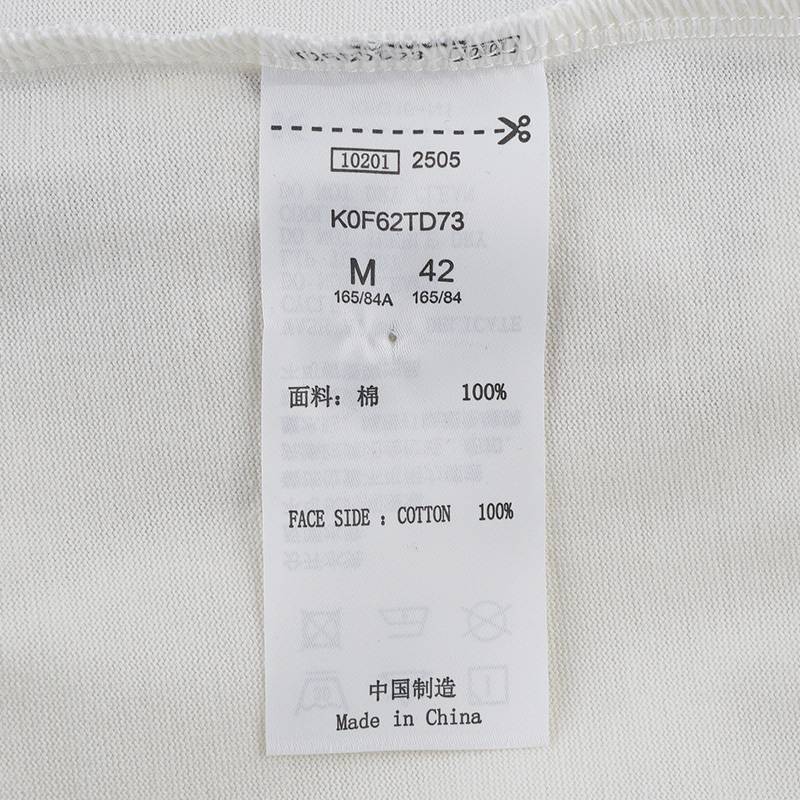 10201 2505
K0F62TD73
M 42
165/84A 165/84
面料：棉 100%
FACE SIDE : COTTON 100%
中国制造
Made in China